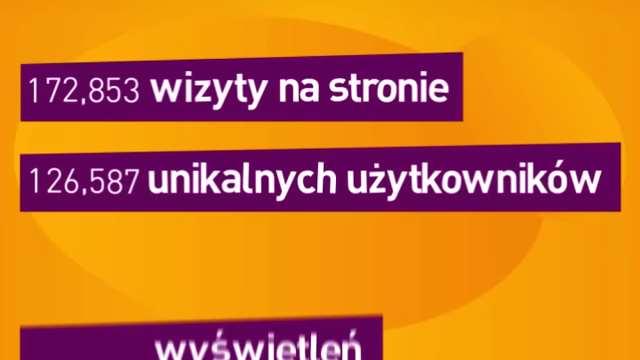 172,853 wizyty na stronie
126,587 unikalnych użytkowników
wyświetleń